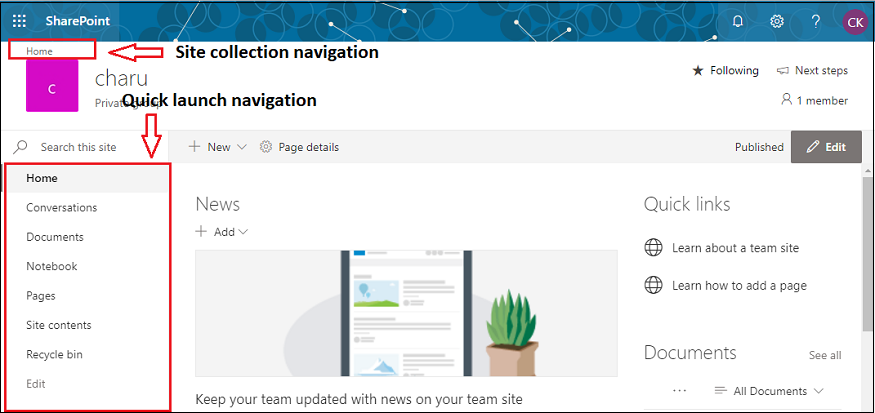 SharePoint
CK
Home
Site collection navigation
C
charu
Private group
Quick launch navigation
Following
Next steps
1 member
Search this site
New
Page details
Published
Edit
Home
Conversations
Documents
Notebook
Pages
Site contents
Recycle bin
Edit
News
Add
Keep your team updated with news on your team site
Quick links
Learn about a team site
Learn how to add a page
Documents
See all
All Documents